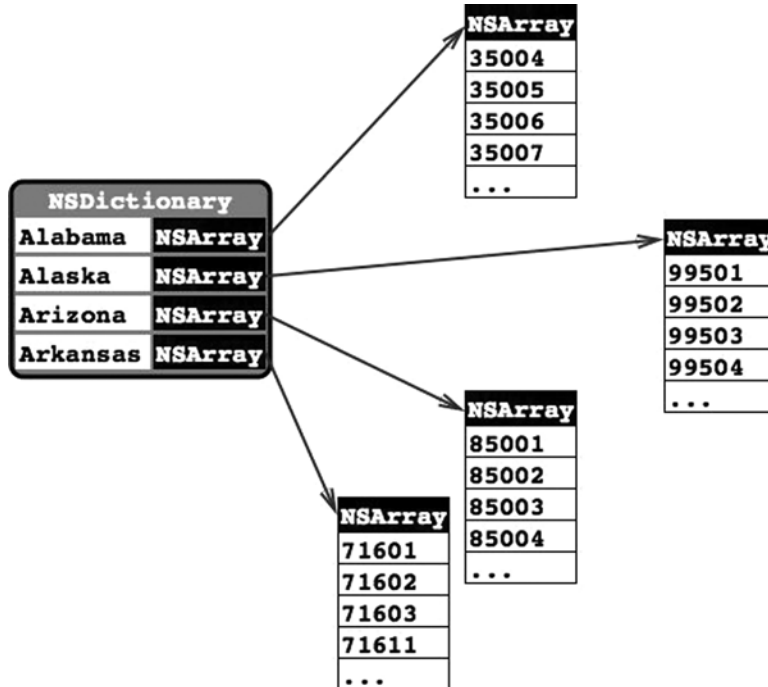 NSArray
35004
35005
35006
35007
...
NSDictionary
Alabama NSArray
Alaska NSArray
Arizona NSArray
Arkansas NSArray
NSArray
99501
99502
99503
99504
...
NSArray
85001
85002
85003
85004
...
NSArray
71601
71602
71603
71611
...